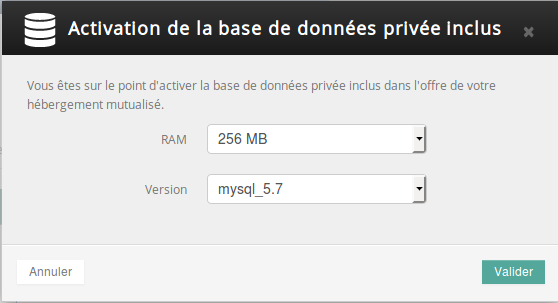 Activation de la base de données privée inclus
Vous êtes sur le point d'activer la base de données privée inclus dans l'offre de votre
hébergement mutualisé.
RAM 256 MB
Version mysql_5.7
Annuler Valider